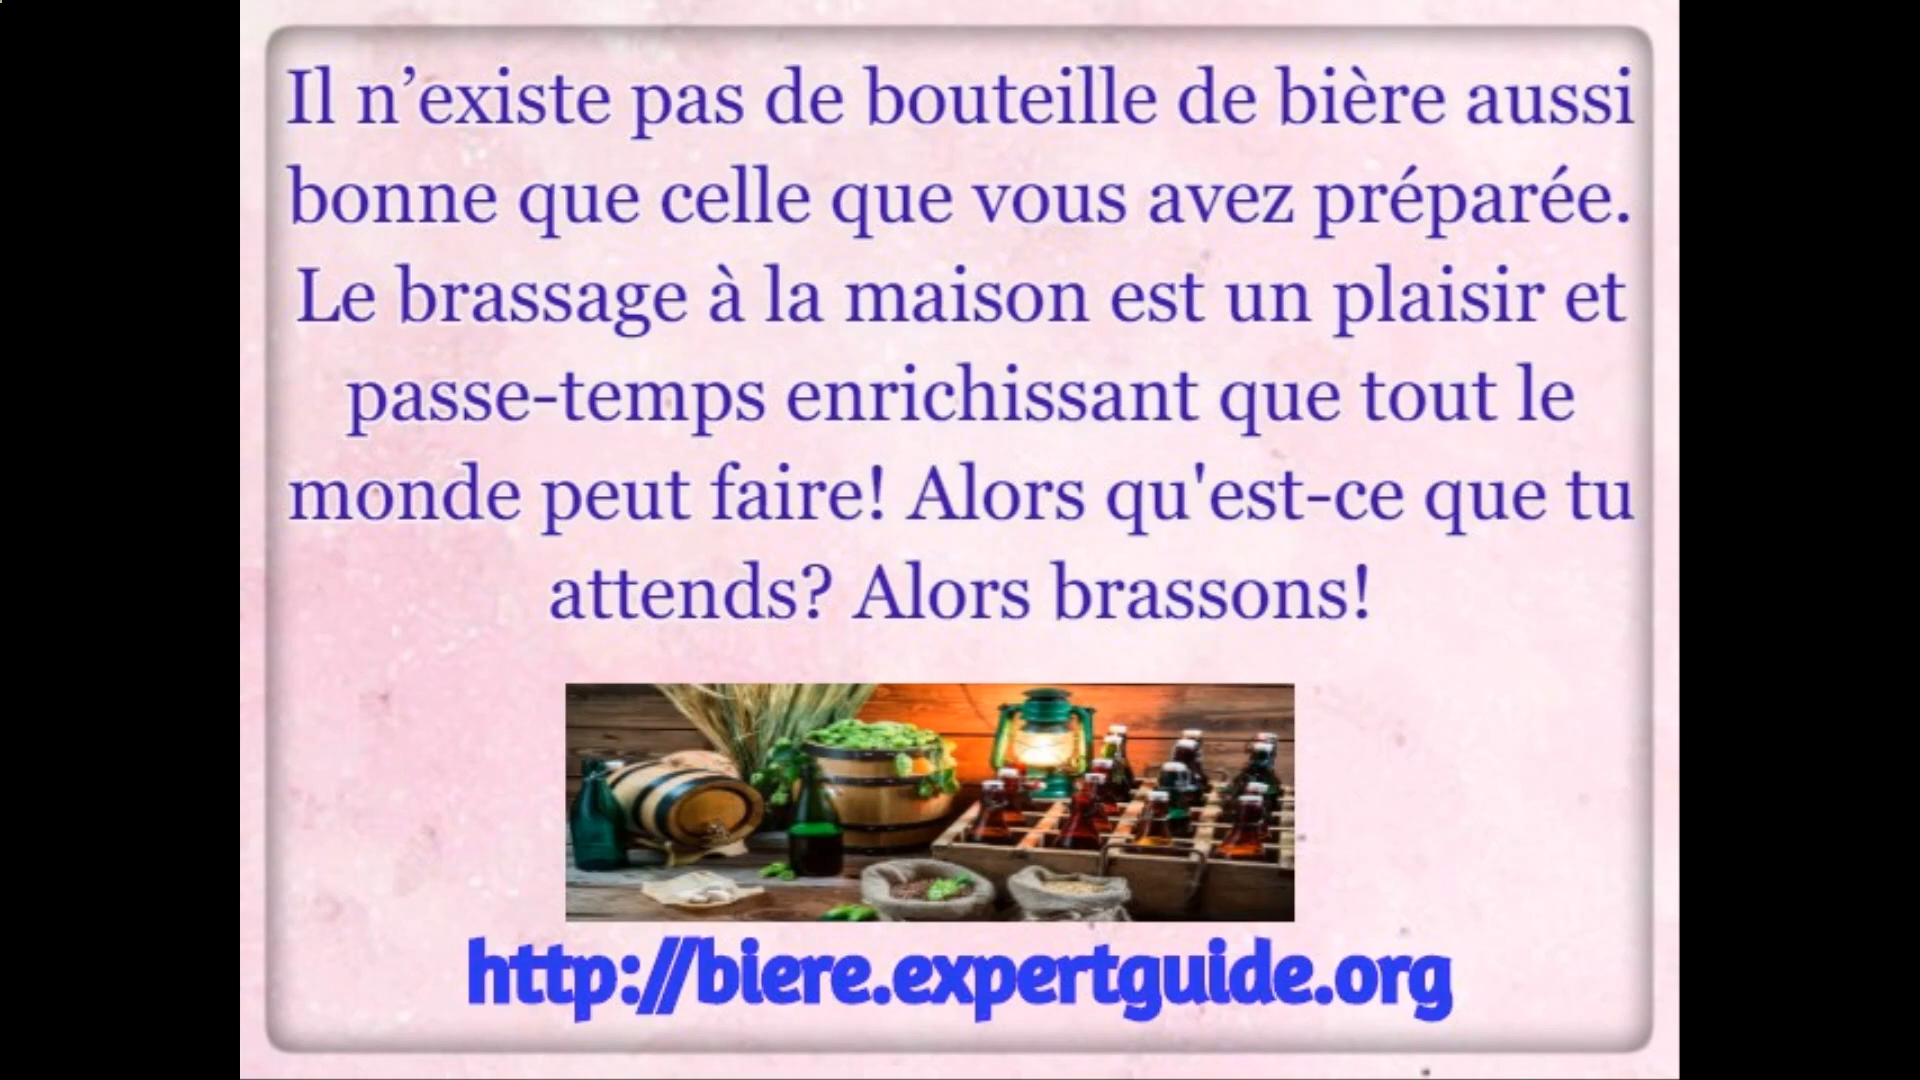 Il n’existe pas de bouteille de bière aussi
bonne que celle que vous avez préparée.
Le brassage à la maison est un plaisir et
passe-temps enrichissant que tout le
monde peut faire! Alors qu'est-ce que tu
attends? Alors brassons!
http://biere.expertguide.org